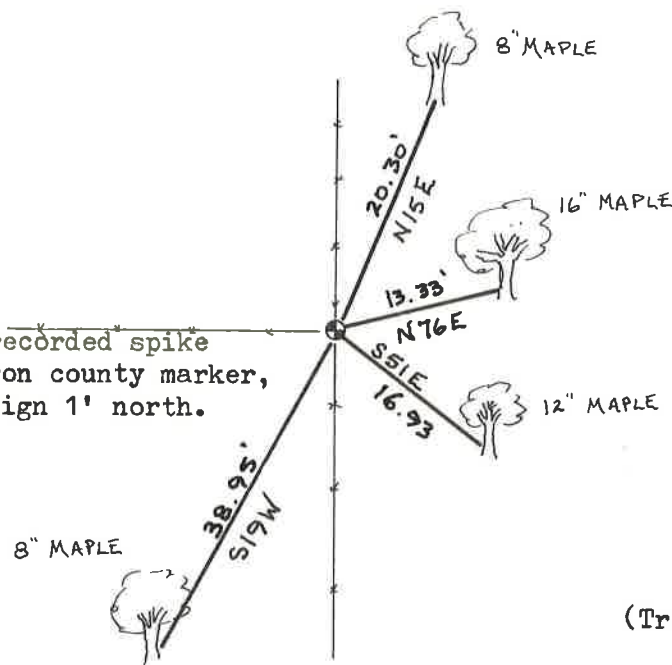 8" MAPLE
20.30'
N15E
16" MAPLE
13.33'
N76E
recorded spike
on county marker,
ign 1' north.
S51E
16.93
12" MAPLE
38.95'
S19W
8" MAPLE
(Tr